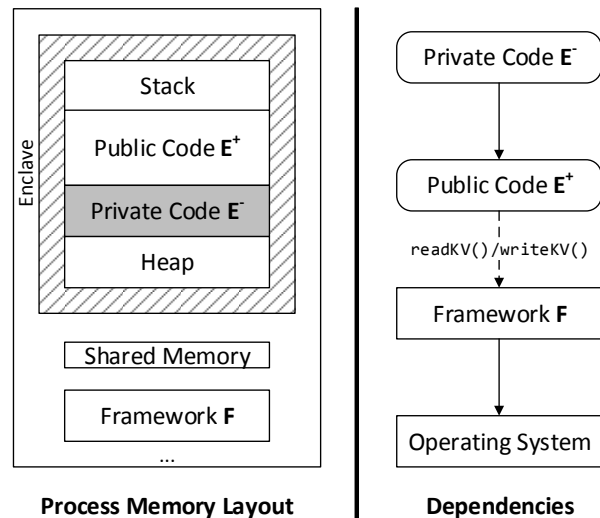 Enclave
Stack
Public Code E⁺
Private Code E⁻
Heap
Shared Memory
Framework F
...
Process Memory Layout
Private Code E⁻
Public Code E⁺
readKV()/writeKV()
Framework F
Operating System
Dependencies